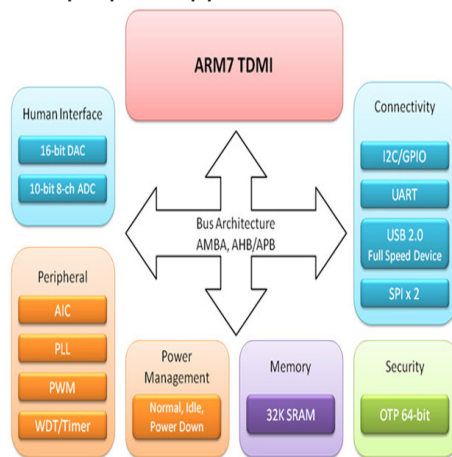 ARM7 TDMI
Human Interface
16-bit DAC
10-bit 8-ch ADC
Connectivity
I2C/GPIO
UART
USB 2.0
Full Speed Device
SPI x 2
Bus Architecture
AMBA, AHB/APB
Peripheral
AIC
PLL
PWM
WDT/Timer
Power
Management
Normal, Idle,
Power Down
Memory
32K SRAM
Security
OTP 64-bit